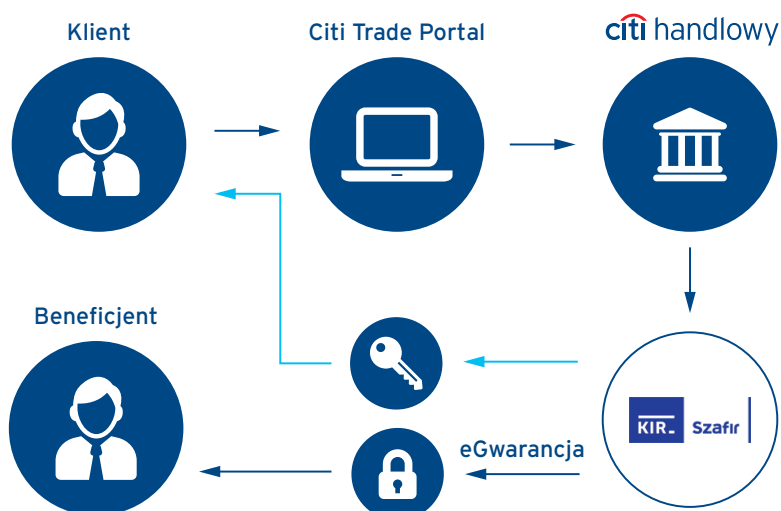 Klient
Citi Trade Portal
citi handlowy
Beneficjent
KIR Szafir
eGwarancja